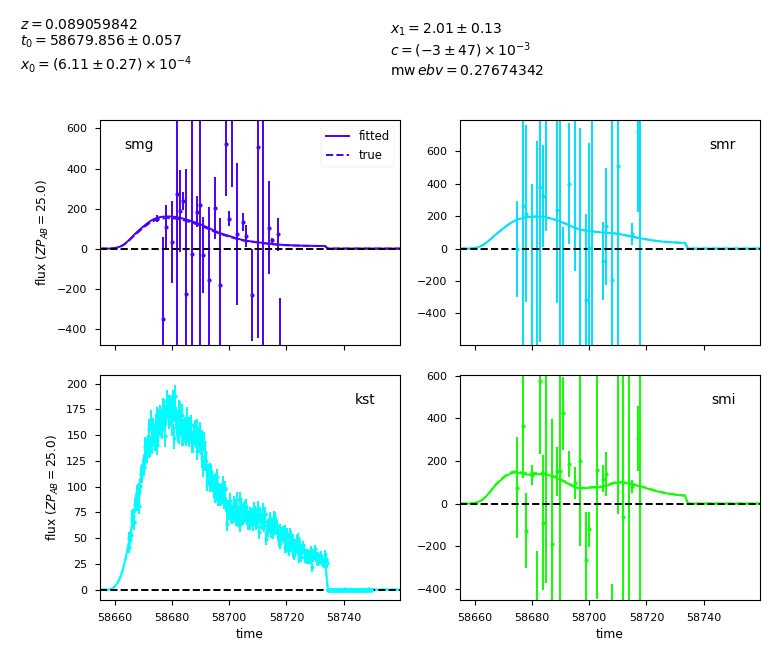 z = 0.089059842
t₀ = 58679.856 ± 0.057
x₀ = (6.11 ± 0.27) × 10⁻⁴
x₁ = 2.01 ± 0.13
c = (−3 ± 47) × 10⁻³
mw ebv = 0.27674342
smg
fitted
true
600
400
200
0
−200
−400
flux (ZP_AB = 25.0)
smr
600
400
200
0
−200
−400
kst
200
175
150
125
100
75
50
25
0
flux (ZP_AB = 25.0)
58660 58680 58700 58720 58740
time
smi
600
400
200
0
−200
−400
58660 58680 58700 58720 58740
time